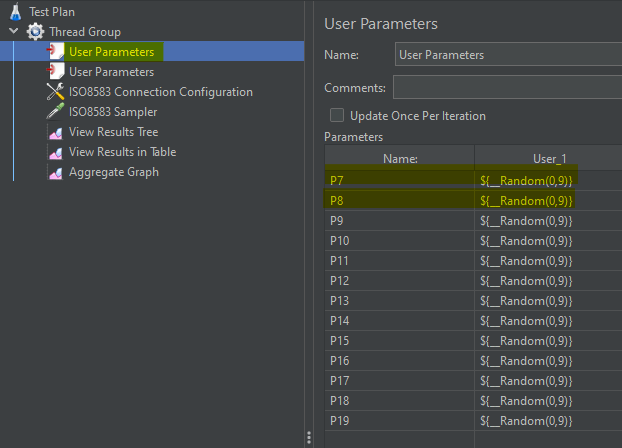 Test Plan
Thread Group
User Parameters
User Parameters
ISO8583 Connection Configuration
ISO8583 Sampler
View Results Tree
View Results in Table
Aggregate Graph
User Parameters
Name: User Parameters
Comments:
Update Once Per Iteration
Parameters
Name: User_1
P7 ${__Random(0,9)}
P8 ${__Random(0,9)}
P9 ${__Random(0,9)}
P10 ${__Random(0,9)}
P11 ${__Random(0,9)}
P12 ${__Random(0,9)}
P13 ${__Random(0,9)}
P14 ${__Random(0,9)}
P15 ${__Random(0,9)}
P16 ${__Random(0,9)}
P17 ${__Random(0,9)}
P18 ${__Random(0,9)}
P19 ${__Random(0,9)}